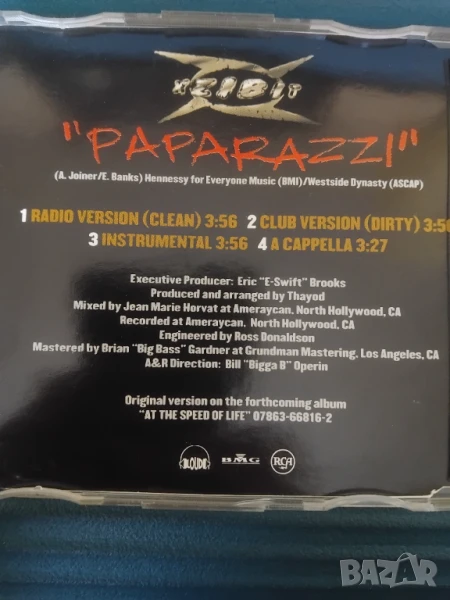 XZIBIT
"PAPARAZZI"
(A. Joiner/E. Banks) Hennessy for Everyone Music (BMI)/Westside Dynasty (ASCAP)
1 RADIO VERSION (CLEAN) 3:56 2 CLUB VERSION (DIRTY) 3:56
3 INSTRUMENTAL 3:56 4 A CAPPELLA 3:27
Executive Producer: Eric "E-Swift" Brooks
Produced and arranged by Thayod
Mixed by Jean Marie Horvat at Ameraycan, North Hollywood, CA
Recorded at Ameraycan, North Hollywood, CA
Engineered by Ross Donaldson
Mastered by Brian "Big Bass" Gardner at Grundman Mastering, Los Angeles, CA
A&R Direction: Bill "Bigga B" Operin
Original version on the forthcoming album
"AT THE SPEED OF LIFE" 07863-66816-2
LOUD BMG RCA
BAZAR